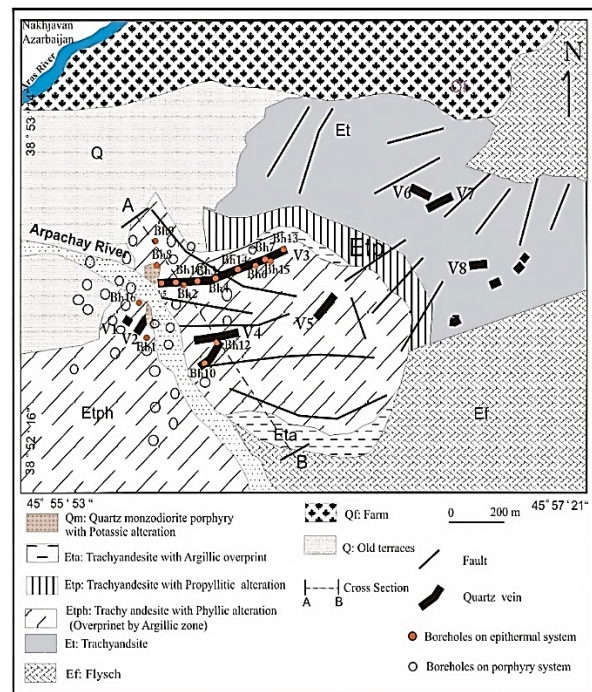 Nakhjavan
Azarbaijan
Aras River
N
Qf
38° 53' 14"
Et
Q
V6
V7
A
Arpachay River
Bh9
Bh13
Etp
Bh8
Bh7
V3
Bh14
V8
Bh6
Bh15
Bh2
Bh4
Bh16
V5
V1
V2
V4
Bh1
Bh12
Bh10
Etph
Eta
Ef
B
38° 52' 16"
45° 55' 53"
45° 57' 21"
Qm: Quartz monzodiorite porphyry
with Potassic alteration
Eta: Trachyandesite with Argillic overprint
Etp: Trachyandesite with Propyllitic alteration
Etph: Trachy andesite with Phyllic alteration
(Overprinet by Argillic zone)
Et: Trachyandsite
Ef: Flysch
Qf: Farm
Q: Old terraces
Cross Section
A B
0 200 m
Fault
Quartz vein
Boreholes on epithermal system
Boreholes on porphyry system